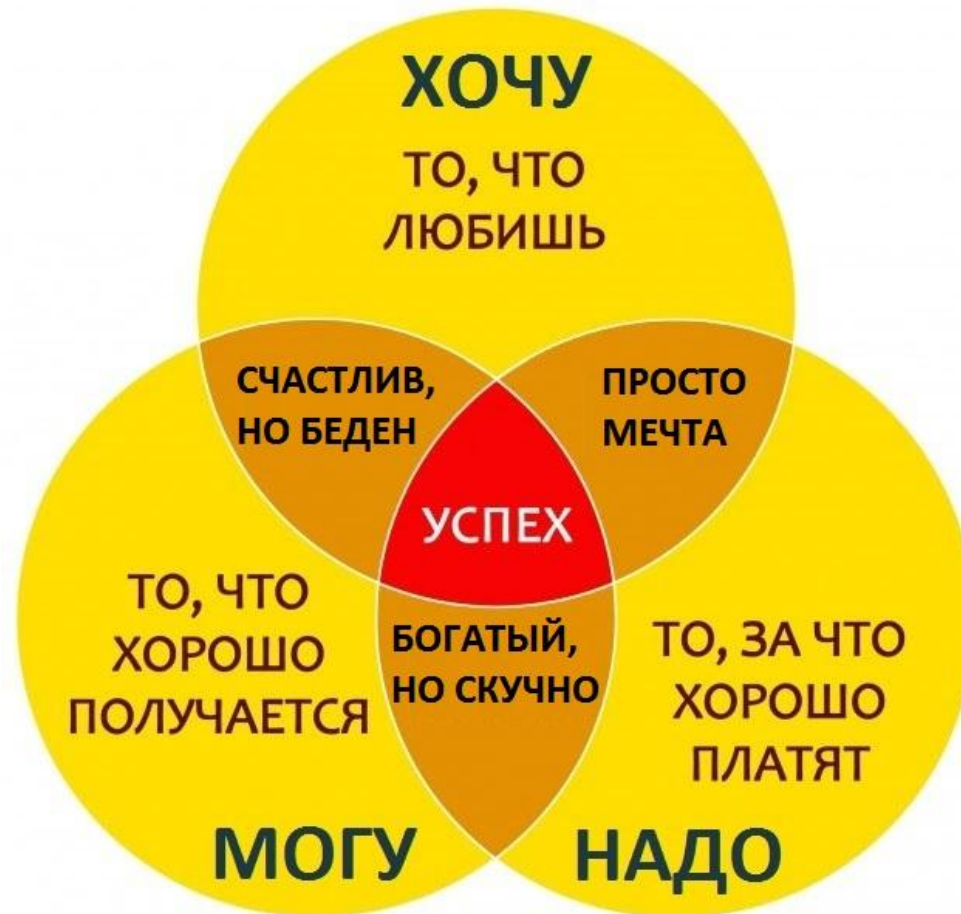 ХОЧУ
ТО, ЧТО
ЛЮБИШЬ
СЧАСТЛИВ,
НО БЕДЕН
ПРОСТО
МЕЧТА
УСПЕХ
ТО, ЧТО
ХОРОШО
ПОЛУЧАЕТСЯ
БОГАТЫЙ,
НО СКУЧНО
ТО, ЗА ЧТО
ХОРОШО
ПЛАТЯТ
МОГУ
НАДО